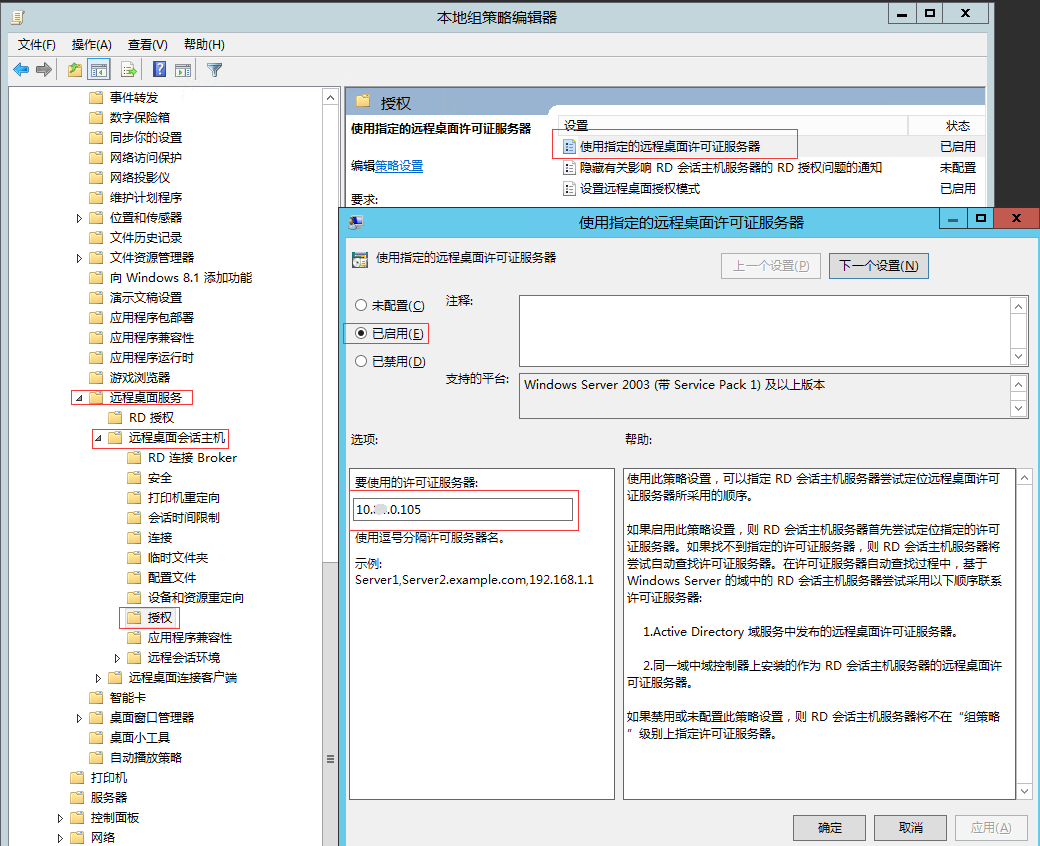 本地组策略编辑器
文件(F) 操作(A) 查看(V) 帮助(H)
事件转发
数字保险箱
同步你的设置
网络访问保护
网络投影仪
维护计划程序
位置和传感器
文件历史记录
文件资源管理器
向 Windows 8.1 添加功能
演示文稿设置
应用程序包部署
应用程序兼容性
应用程序运行时
游戏浏览器
远程桌面服务
RD 授权
远程桌面会话主机
RD 连接 Broker
安全
打印机重定向
会话时间限制
连接
临时文件夹
配置文件
设备和资源重定向
授权
应用程序兼容性
远程会话环境
远程桌面连接客户端
智能卡
桌面窗口管理器
桌面小工具
自动播放策略
打印机
服务器
控制面板
网络
授权
使用指定的远程桌面许可证服务器
编辑策略设置
要求:
设置 状态
使用指定的远程桌面许可证服务器 已启用
隐藏有关影响 RD 会话主机服务器的 RD 授权问题的通知 未配置
设置远程桌面授权模式 已启用
使用指定的远程桌面许可证服务器
使用指定的远程桌面许可证服务器
上一个设置(P) 下一个设置(N)
未配置(C) 注释:
已启用(E)
已禁用(D)
支持的平台: Windows Server 2003 (带 Service Pack 1) 及以上版本
选项: 帮助:
要使用的许可证服务器:
10. .0.105
使用逗号分隔许可服务器名。
示例:
Server1,Server2.example.com,192.168.1.1
使用此策略设置，可以指定 RD 会话主机服务器尝试定位远程桌面许可
证服务器所采用的顺序。
如果启用此策略设置，则 RD 会话主机服务器首先尝试定位指定的许可
证服务器。如果找不到指定的许可证服务器，则 RD 会话主机服务器将
尝试自动查找许可证服务器。在许可证服务器自动查找过程中，基于
Windows Server 的域中的 RD 会话主机服务器尝试采用以下顺序联系
许可证服务器:
1.Active Directory 域服务中发布的远程桌面许可证服务器。
2.同一域中域控制器上安装的作为 RD 会话主机服务器的远程桌面许
可证服务器。
如果禁用或未配置此策略设置，则 RD 会话主机服务器将不在“组策略
”级别上指定许可证服务器。
确定 取消 应用(A)